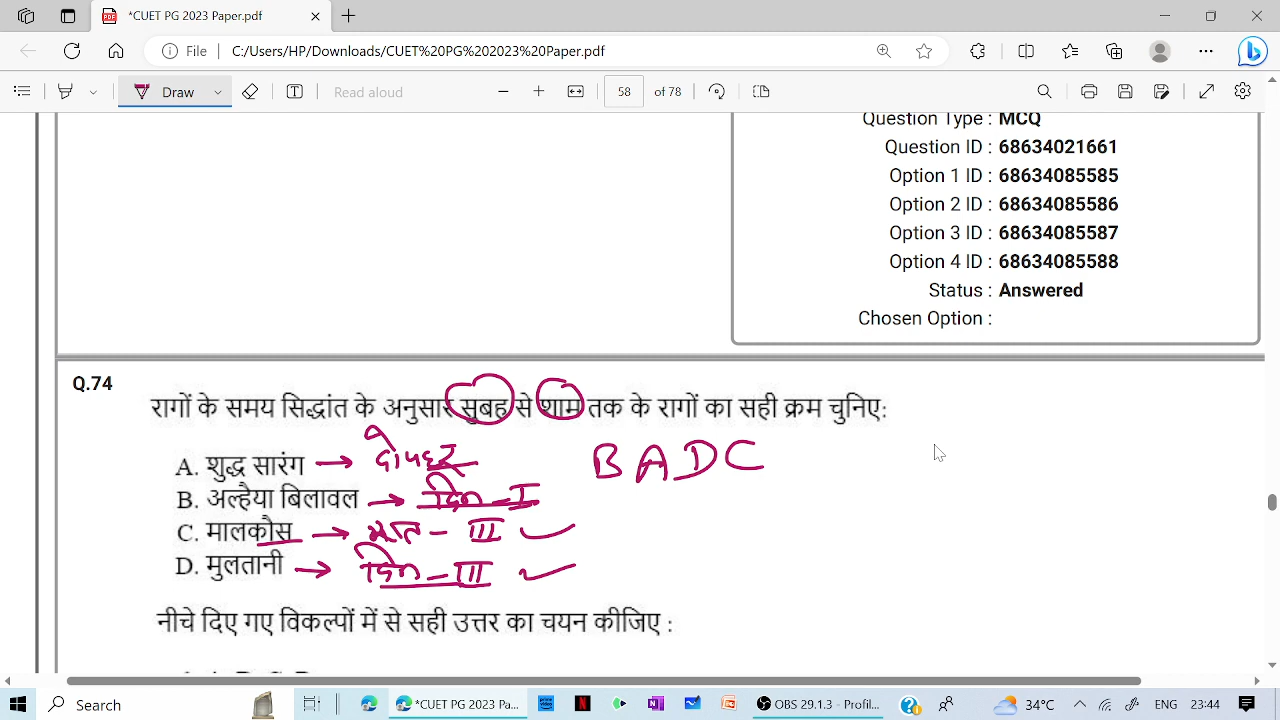 *CUET PG 2023 Paper.pdf
File C:/Users/HP/Downloads/CUET%20PG%202023%20Paper.pdf
Draw Read aloud 58 of 78
Question Type : MCQ
Question ID : 68634021661
Option 1 ID : 68634085585
Option 2 ID : 68634085586
Option 3 ID : 68634085587
Option 4 ID : 68634085588
Status : Answered
Chosen Option :
Q.74
रागों के समय सिद्धांत के अनुसार सुबह से शाम तक के रागों का सही क्रम चुनिए:
A. शुद्ध सारंग → दोपहर BADC
B. अल्हैया बिलावल → दिन - I
C. मालकौस → रात - III
D. मुलतानी → दिन - III
नीचे दिए गए विकल्पों में से सही उत्तर का चयन कीजिए :
Search *CUET PG 2023 Pa... OBS 29.1.3 - Profil... 34°C ENG 23:44